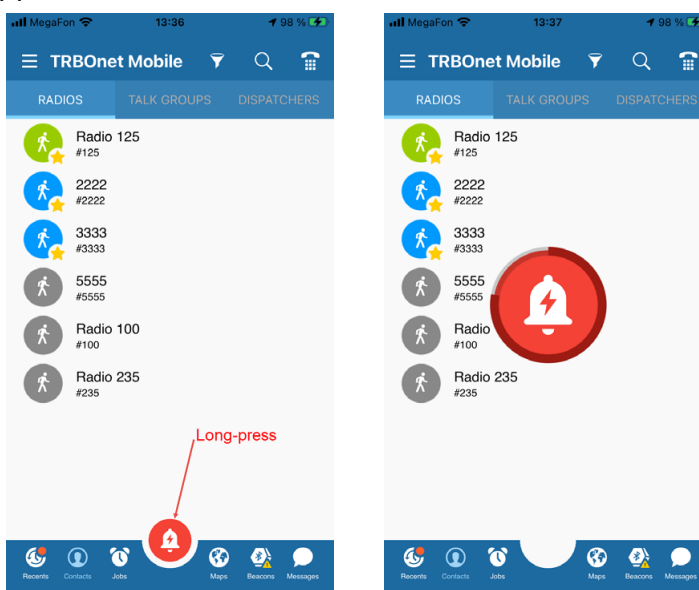 MegaFon 13:36 98 %
TRBOnet Mobile
RADIOS TALK GROUPS DISPATCHERS
Radio 125
#125
2222
#2222
3333
#3333
5555
#5555
Radio 100
#100
Radio 235
#235
Long-press
Recents Contacts Jobs Maps Beacons Messages
MegaFon 13:37 98 %
TRBOnet Mobile
RADIOS TALK GROUPS DISPATCHERS
Radio 125
#125
2222
#2222
3333
#3333
5555
#5555
Radio
#100
Radio 235
#235
Recents Contacts Jobs Maps Beacons Messages